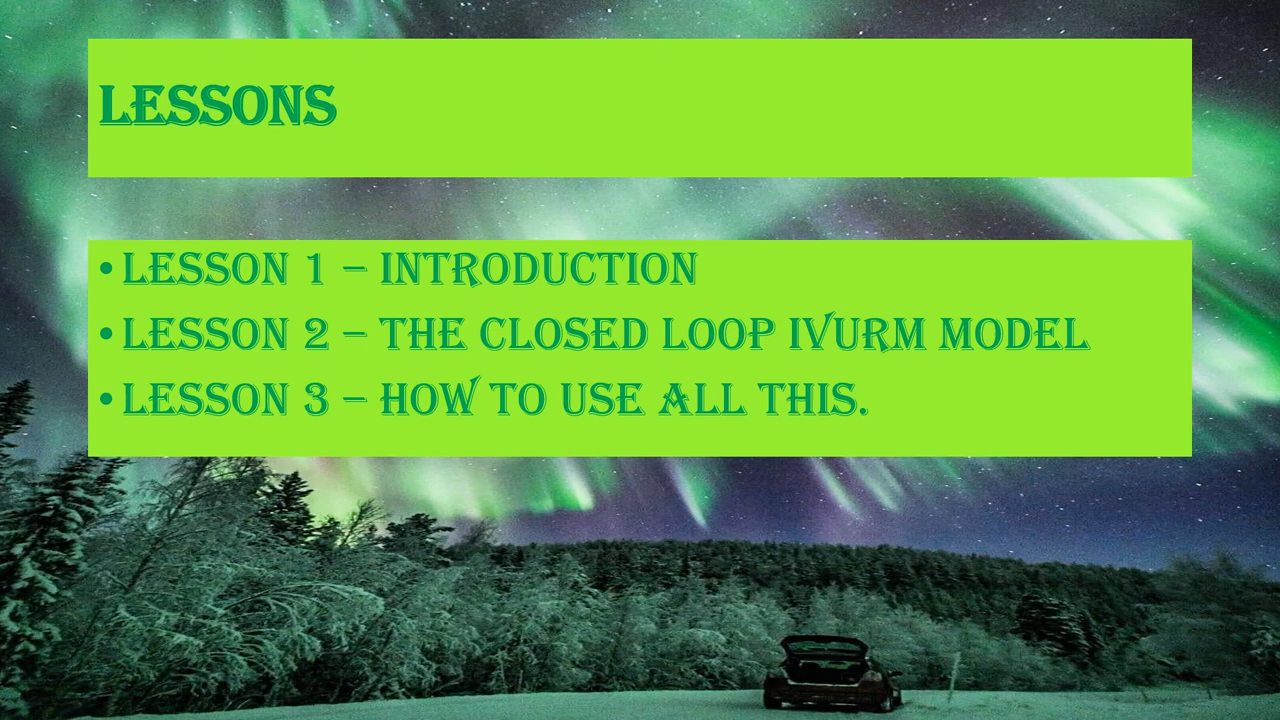 LESSONS
• LESSON 1 – INTRODUCTION
• LESSON 2 – THE CLOSED LOOP IVURM MODEL
• LESSON 3 – HOW TO USE ALL THIS.